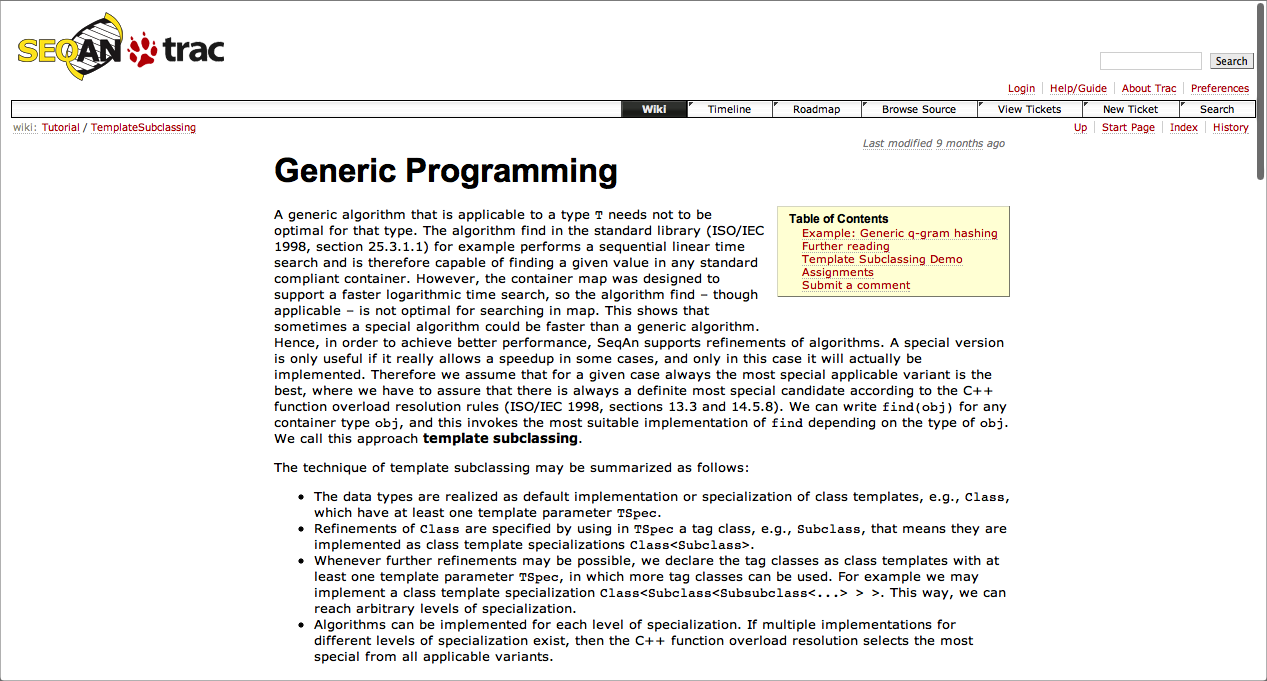 SEQAN trac
Search
Login Help/Guide About Trac Preferences
Wiki Timeline Roadmap Browse Source View Tickets New Ticket Search
wiki: Tutorial / TemplateSubclassing
Up Start Page Index History
Last modified 9 months ago
Generic Programming
A generic algorithm that is applicable to a type T needs not to be
optimal for that type. The algorithm find in the standard library (ISO/IEC
1998, section 25.3.1.1) for example performs a sequential linear time
search and is therefore capable of finding a given value in any standard
compliant container. However, the container map was designed to
support a faster logarithmic time search, so the algorithm find – though
applicable – is not optimal for searching in map. This shows that
sometimes a special algorithm could be faster than a generic algorithm.
Hence, in order to achieve better performance, SeqAn supports refinements of algorithms. A special version
is only useful if it really allows a speedup in some cases, and only in this case it will actually be
implemented. Therefore we assume that for a given case always the most special applicable variant is the
best, where we have to assure that there is always a definite most special candidate according to the C++
function overload resolution rules (ISO/IEC 1998, sections 13.3 and 14.5.8). We can write find(obj) for any
container type obj, and this invokes the most suitable implementation of find depending on the type of obj.
We call this approach template subclassing.
Table of Contents
Example: Generic q-gram hashing
Further reading
Template Subclassing Demo
Assignments
Submit a comment
The technique of template subclassing may be summarized as follows:
• The data types are realized as default implementation or specialization of class templates, e.g., Class,
which have at least one template parameter TSpec.
• Refinements of Class are specified by using in TSpec a tag class, e.g., Subclass, that means they are
implemented as class template specializations Class<Subclass>.
• Whenever further refinements may be possible, we declare the tag classes as class templates with at
least one template parameter TSpec, in which more tag classes can be used. For example we may
implement a class template specialization Class<Subclass<Subsubclass<...> > >. This way, we can
reach arbitrary levels of specialization.
• Algorithms can be implemented for each level of specialization. If multiple implementations for
different levels of specialization exist, then the C++ function overload resolution selects the most
special from all applicable variants.